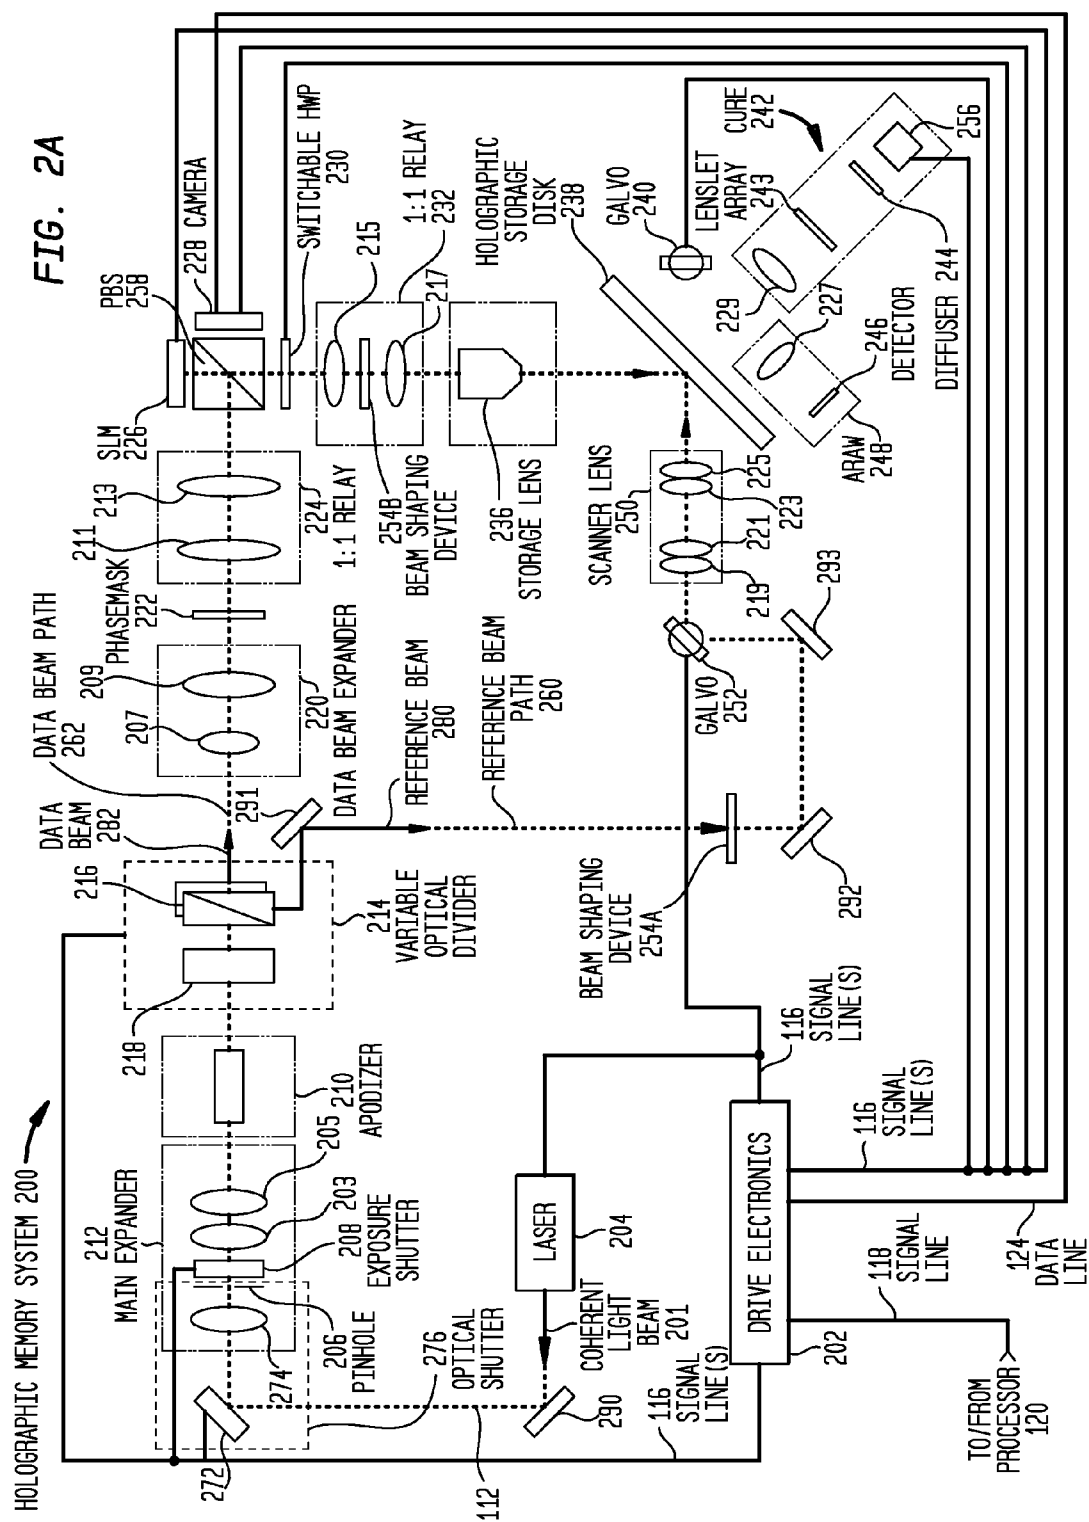 FIG. 2A
HOLOGRAPHIC MEMORY SYSTEM 200
212
MAIN EXPANDER
272
274
206
PINHOLE
208
EXPOSURE
SHUTTER
203
205
276
OPTICAL
SHUTTER
112
210
APODIZER
218
216
214
VARIABLE
OPTICAL
DIVIDER
DATA
BEAM
282
DATA BEAM PATH
262
291
207
209
220
DATA BEAM EXPANDER
PHASEMASK
222
211
213
224
1:1 RELAY
SLM
226
PBS
258
228 CAMERA
SWITCHABLE HWP
230
215
1:1 RELAY
232
217
254B
BEAM SHAPING
DEVICE
236
STORAGE LENS
HOLOGRAPHIC
STORAGE
DISK
238
REFERENCE BEAM
280
REFERENCE BEAM
PATH
260
LASER
204
COHERENT
LIGHT
BEAM
201
290
116
SIGNAL
LINE(S)
BEAM SHAPING
DEVICE
254A
292
293
GALVO
252
SCANNER LENS
250
219
221
223
225
GALVO
240
LENSLET
ARRAY
243
CURE
242
229
227
256
246
DETECTOR
DIFFUSER 244
ARAW
248
DRIVE ELECTRONICS
202
116
SIGNAL
LINE(S)
116
SIGNAL
LINE(S)
118
SIGNAL
LINE
124
DATA
LINE
TO/FROM
PROCESSOR
120